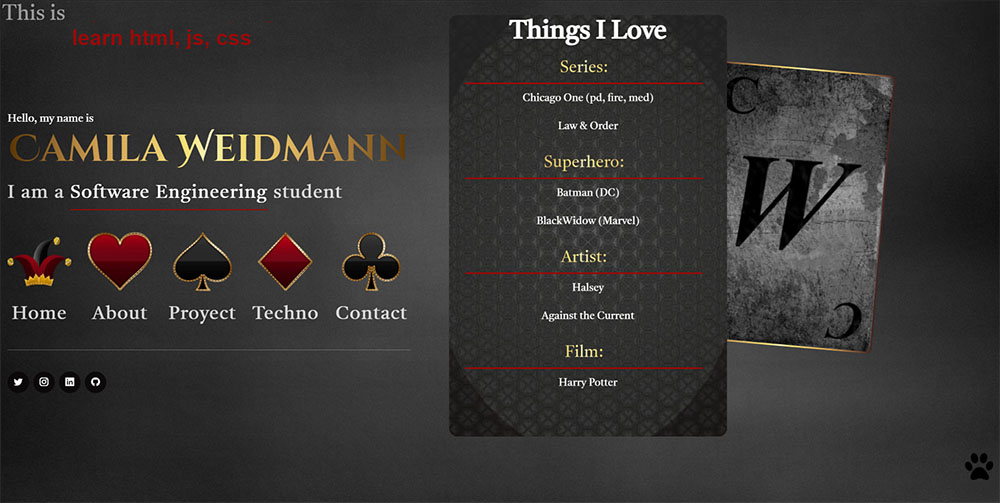 This is
learn html, js, css
Hello, my name is
Camila Weidmann
I am a Software Engineering student
Home About Proyect Techno Contact
Things I Love
Series:
Chicago One (pd, fire, med)
Law & Order
Superhero:
Batman (DC)
BlackWidow (Marvel)
Artist:
Halsey
Against the Current
Film:
Harry Potter
C
W
C